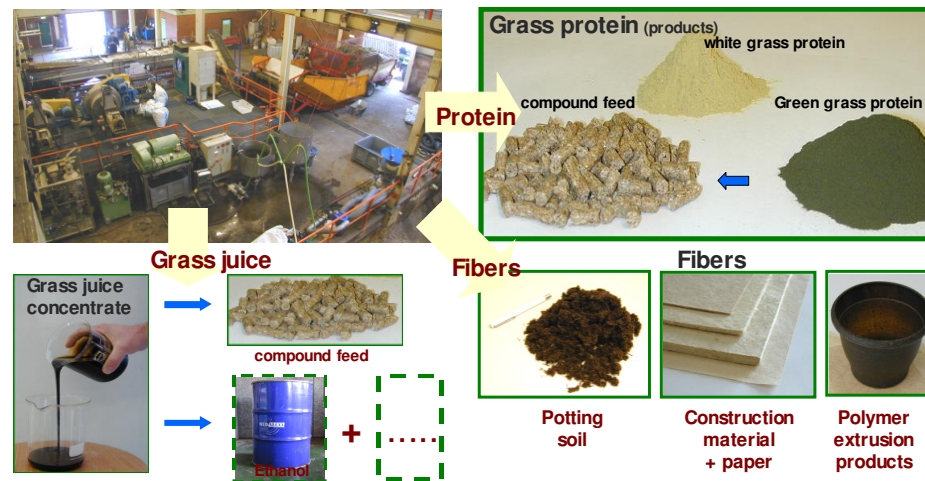 Grass protein (products)
white grass protein
compound feed
Green grass protein
Protein
Grass juice
Fibers
Fibers
Grass juice
concentrate
compound feed
Ethanol
+
.....
Potting
soil
Construction
material
+ paper
Polymer
extrusion
products